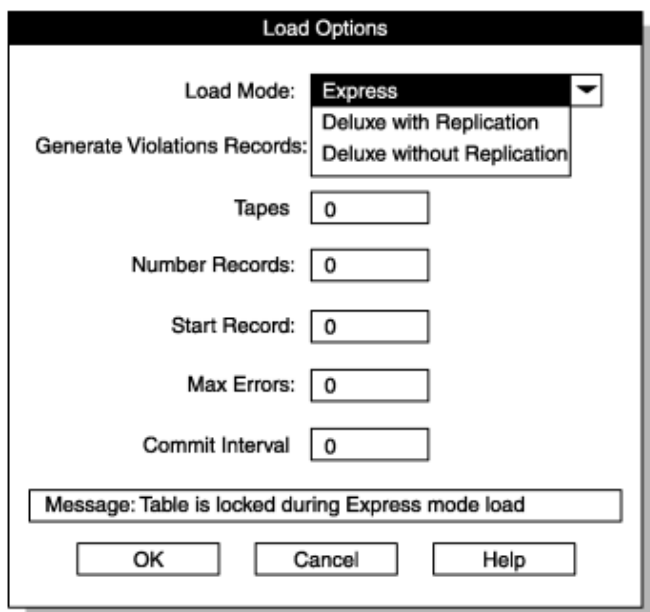 Load Options
Load Mode: Express
Deluxe with Replication
Generate Violations Records: Deluxe without Replication
Tapes 0
Number Records: 0
Start Record: 0
Max Errors: 0
Commit Interval 0
Message: Table is locked during Express mode load
OK Cancel Help